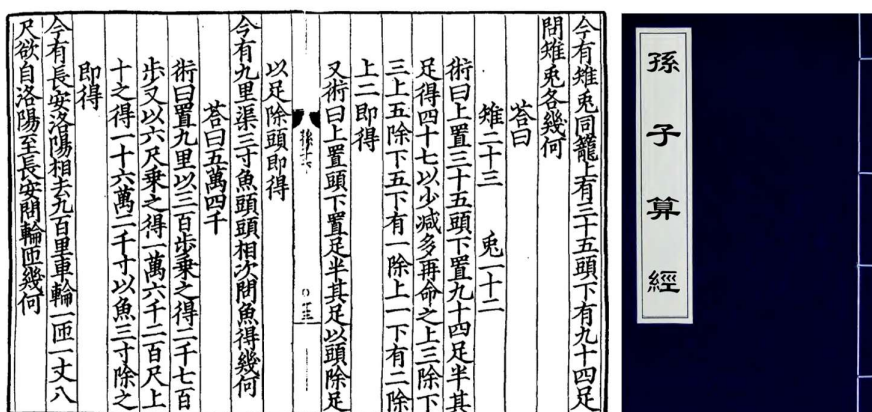 今有雉兎同籠上有三十五頭下有九十四足
問雉兎各幾何
荅曰
雉二十三 兎一十二
術曰上置三十五頭下置九十四足半其
足得四十七以少减多再命之上三除下
三上五除下五下有一除上一下有二除
上二即得
又術曰上置頭下置足半其足以頭除足
以足除頭即得
今有九里渠三寸魚頭頭相次問魚得幾何
荅曰五萬四千
術曰置九里以三百步乗之得二千七百
步又以六尺乗之得一萬六千二百尺上
十之得一十六萬二千寸以魚三寸除之
即得
今有長安洛陽相去九百里車輪一匝一丈八
尺欲自洛陽至長安問輪匝幾何
孫子算經